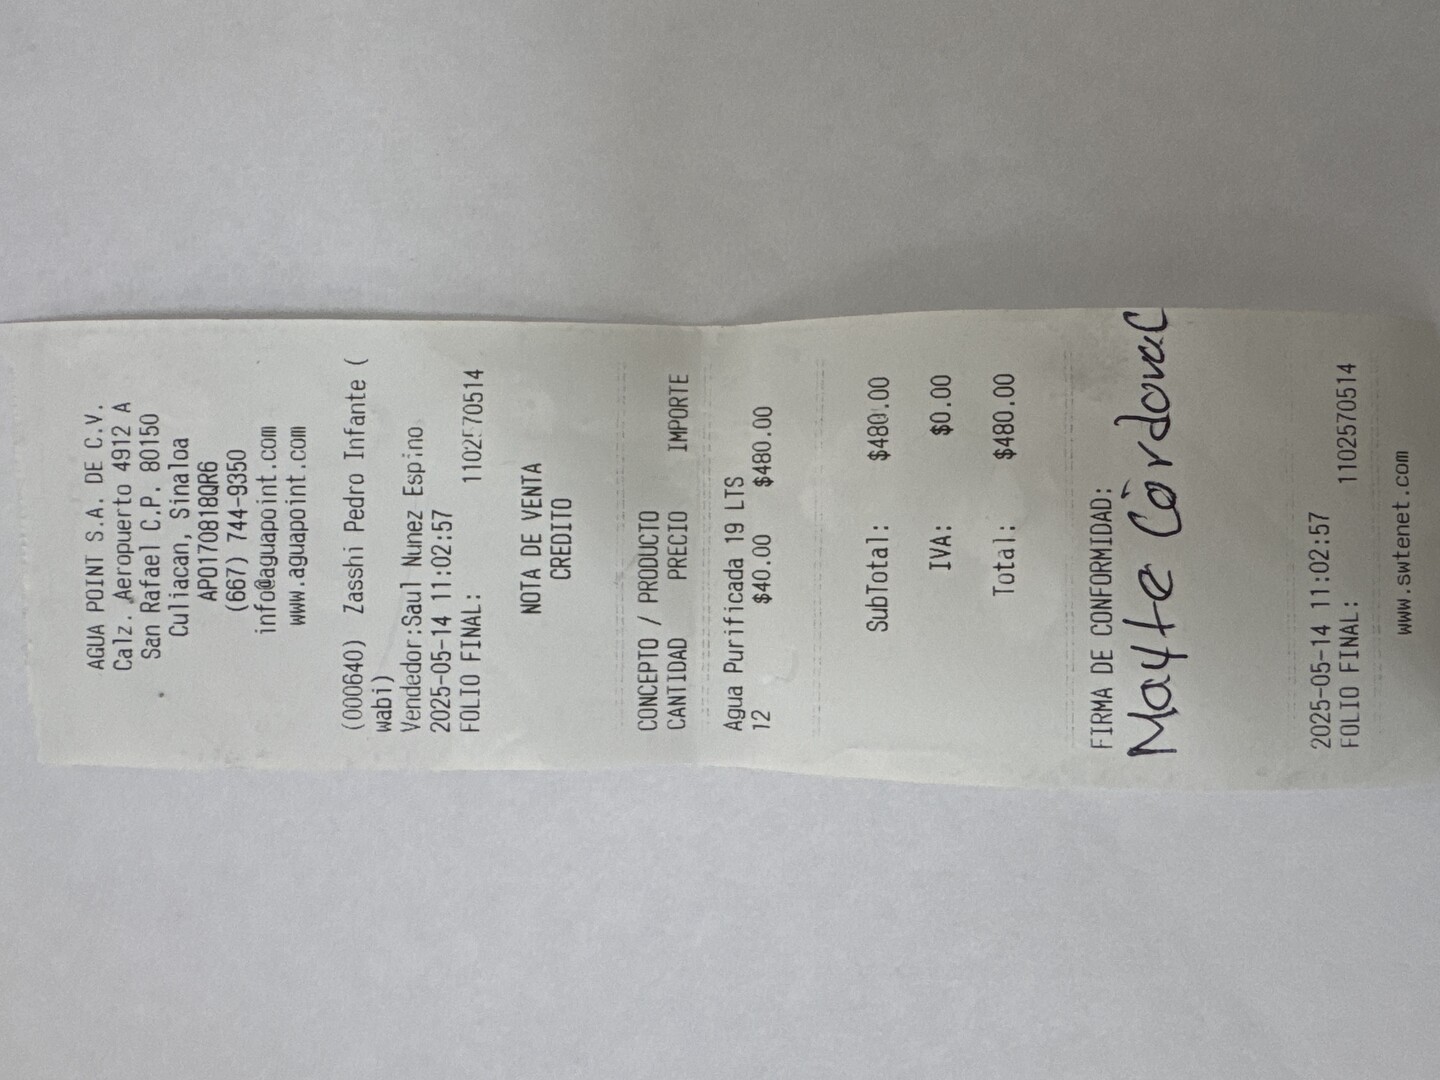 AGUA POINT S.A. DE C.V.
Calz. Aeropuerto 4912 A
San Rafael C.P. 80150
Culiacan, Sinaloa
APO170818QR6
(667) 744-9350
info@aguapoint.com
www.aguapoint.com
(000640) Zasshi Pedro Infante (
wabi)
Vendedor:Saul Nunez Espino
2025-05-14 11:02:57
FOLIO FINAL: 1102570514
NOTA DE VENTA
CREDITO
CONCEPTO / PRODUCTO
CANTIDAD PRECIO IMPORTE
Agua Purificada 19 LTS
12 $40.00 $480.00
SubTotal: $480.00
IVA: $0.00
Total: $480.00
FIRMA DE CONFORMIDAD:
Mayte Córdova C
2025-05-14 11:02:57
FOLIO FINAL: 1102570514
www.swtenet.com